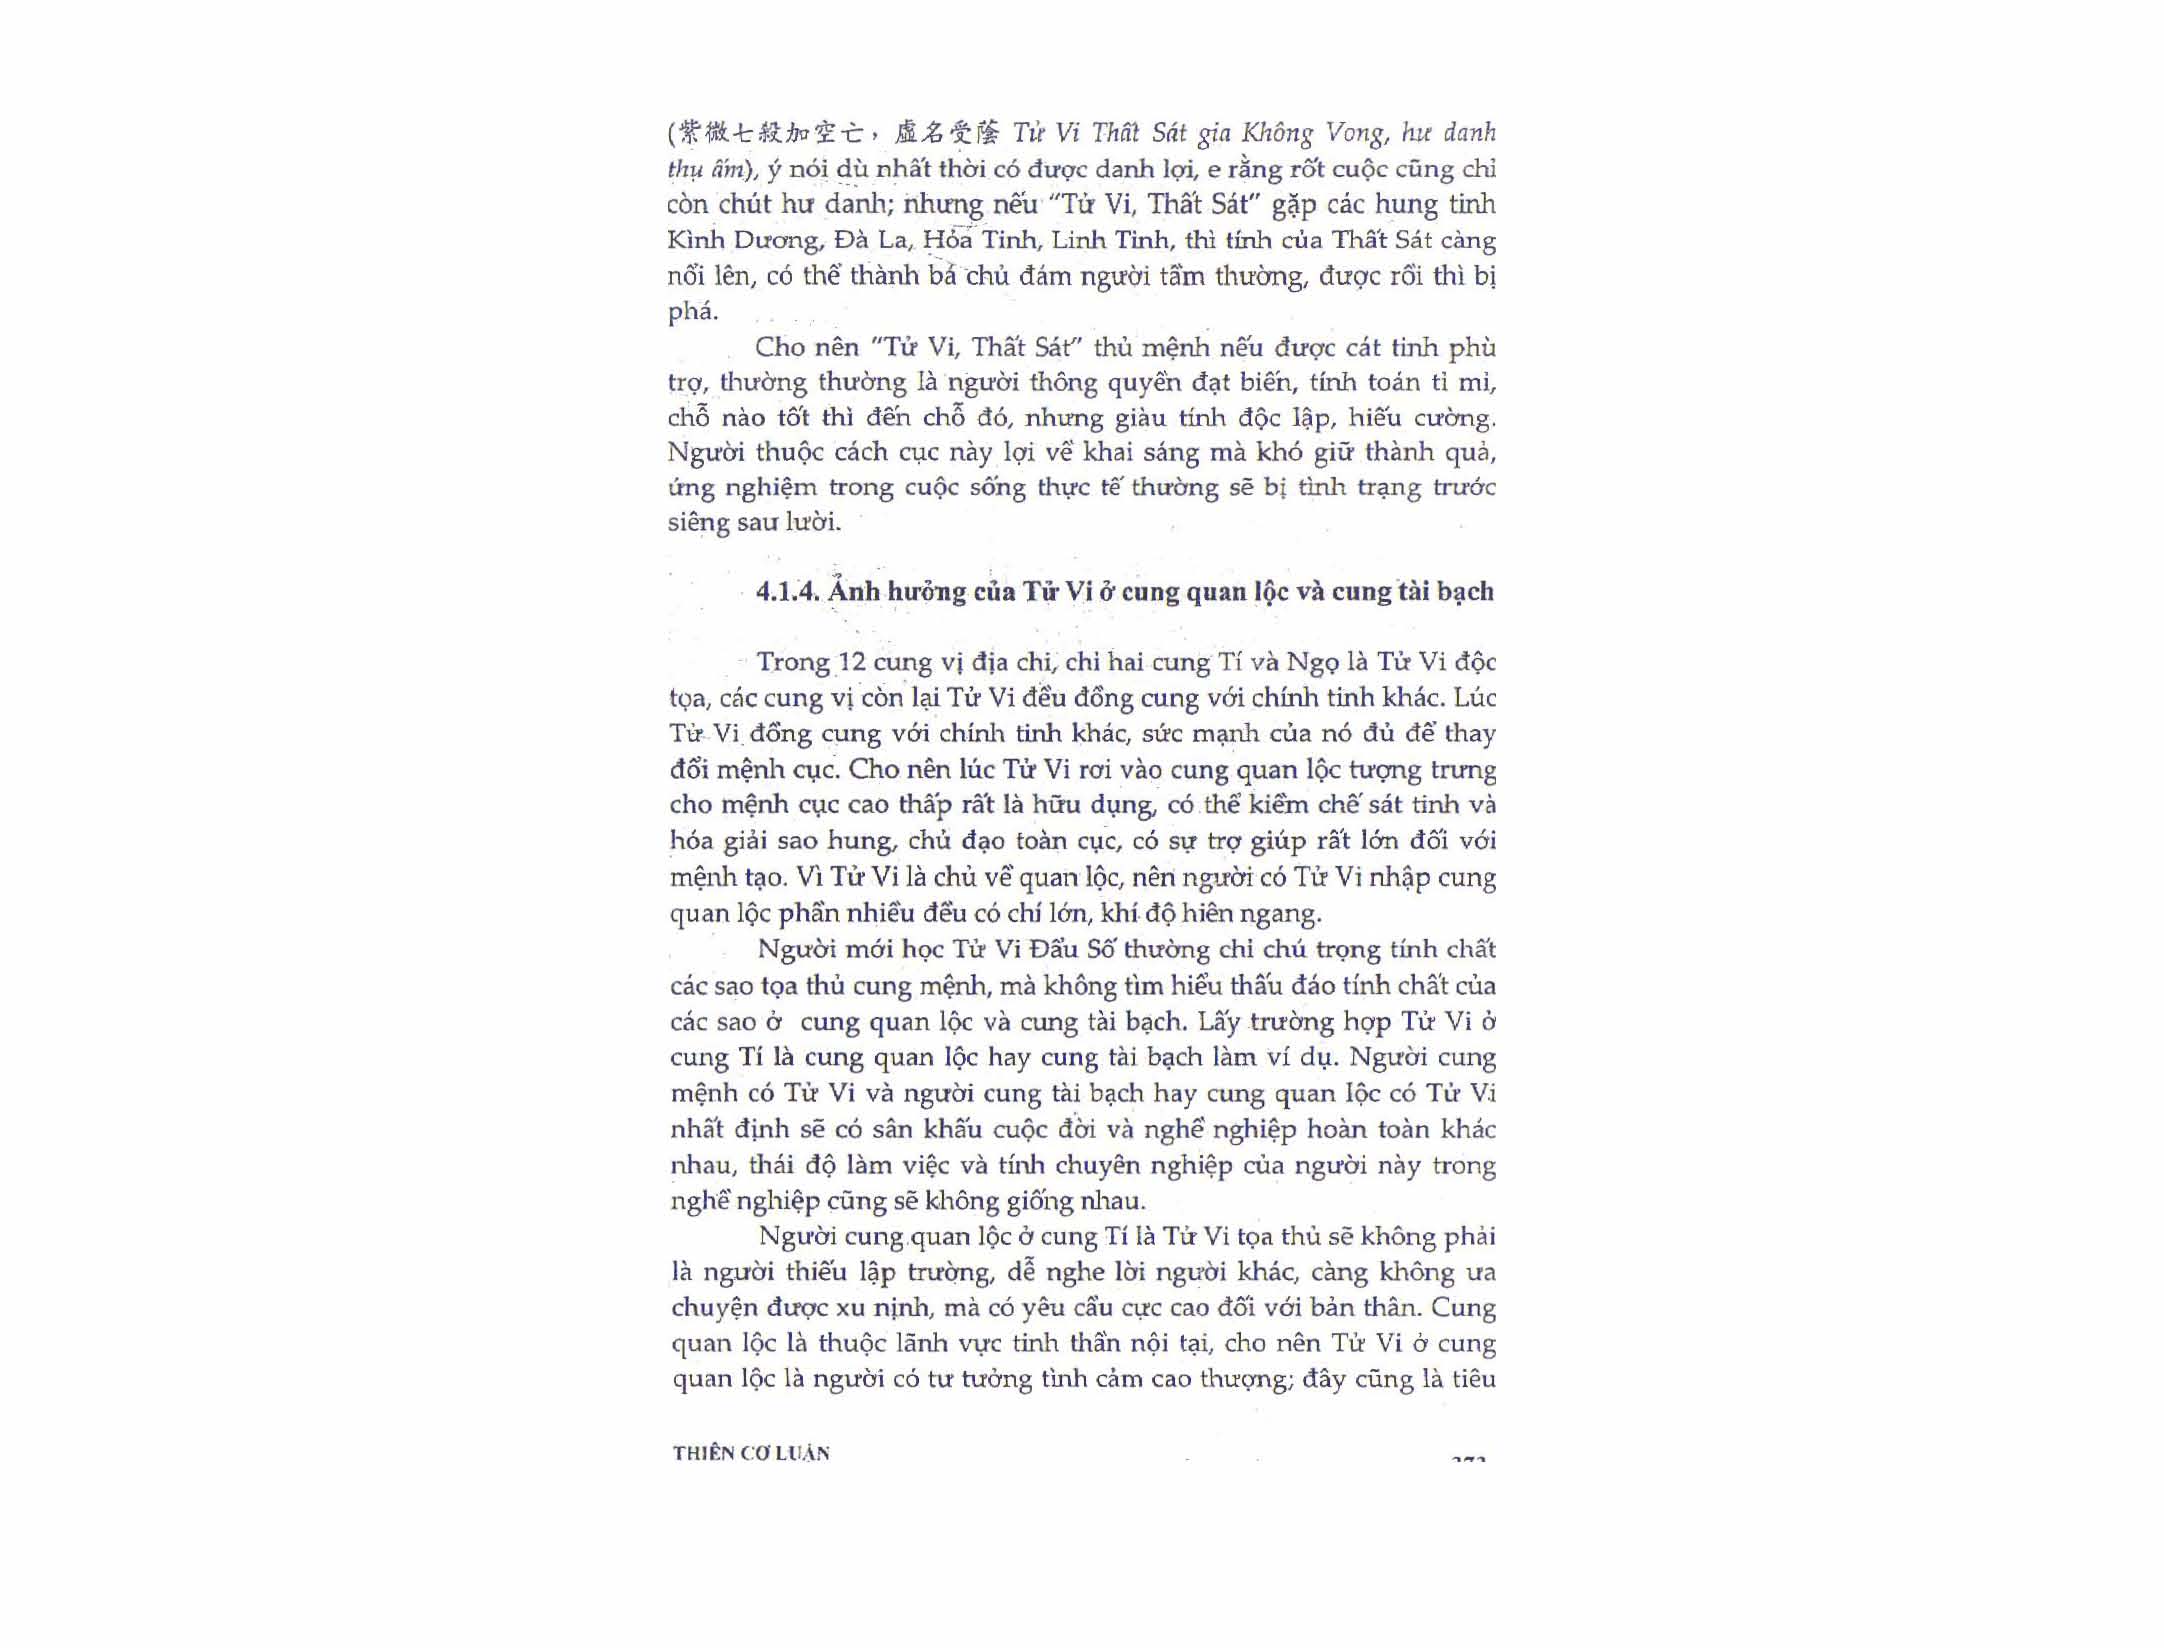 (紫微七殺加空亡，虛名受蔭 Tử Vi Thất Sát gia Không Vong, hư danh
thụ ấm), ý nói dù nhất thời có được danh lợi, e rằng rốt cuộc cũng chỉ
còn chút hư danh; nhưng nếu "Tử Vi, Thất Sát" gặp các hung tinh
Kình Dương, Đà La, Hỏa Tinh, Linh Tinh, thì tính của Thất Sát càng
nổi lên, có thể thành bá chủ đám người tầm thường, được rồi thì bị
phá.
Cho nên "Tử Vi, Thất Sát" thủ mệnh nếu được cát tinh phù
trợ, thường thường là người thông quyền đạt biến, tính toán tỉ mỉ,
chỗ nào tốt thì đến chỗ đó, nhưng giàu tính độc lập, hiếu cường.
Người thuộc cách cục này lợi về khai sáng mà khó giữ thành quả,
ứng nghiệm trong cuộc sống thực tế thường sẽ bị tình trạng trước
siêng sau lười.
4.1.4. Ảnh hưởng của Tử Vi ở cung quan lộc và cung tài bạch
Trong 12 cung vị địa chi, chỉ hai cung Tí và Ngọ là Tử Vi độc
tọa, các cung vị còn lại Tử Vi đều đồng cung với chính tinh khác. Lúc
Tử Vi đồng cung với chính tinh khác, sức mạnh của nó đủ để thay
đổi mệnh cục. Cho nên lúc Tử Vi rơi vào cung quan lộc tượng trưng
cho mệnh cục cao thấp rất là hữu dụng, có thể kiềm chế sát tinh và
hóa giải sao hung, chủ đạo toàn cục, có sự trợ giúp rất lớn đối với
mệnh tạo. Vì Tử Vi là chủ về quan lộc, nên người có Tử Vi nhập cung
quan lộc phần nhiều đều có chí lớn, khí độ hiên ngang.
Người mới học Tử Vi Đẩu Số thường chỉ chú trọng tính chất
các sao tọa thủ cung mệnh, mà không tìm hiểu thấu đáo tính chất của
các sao ở cung quan lộc và cung tài bạch. Lấy trường hợp Tử Vi ở
cung Tí là cung quan lộc hay cung tài bạch làm ví dụ. Người cung
mệnh có Tử Vi và người cung tài bạch hay cung quan lộc có Tử Vi
nhất định sẽ có sân khấu cuộc đời và nghề nghiệp hoàn toàn khác
nhau, thái độ làm việc và tính chuyên nghiệp của người này trong
nghề nghiệp cũng sẽ không giống nhau.
Người cung quan lộc ở cung Tí là Tử Vi tọa thủ sẽ không phải
là người thiếu lập trường, dễ nghe lời người khác, càng không ưa
chuyện được xu nịnh, mà có yêu cầu cực cao đối với bản thân. Cung
quan lộc là thuộc lãnh vực tinh thần nội tại, cho nên Tử Vi ở cung
quan lộc là người có tư tưởng tình cảm cao thượng; đây cũng là tiêu
THIÊN CƠ LUẬN